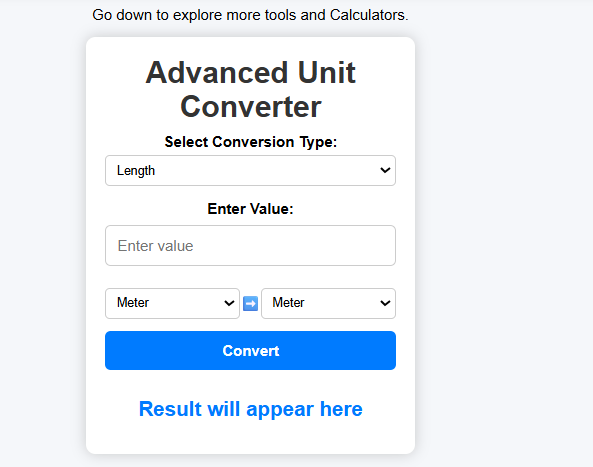 Go down to explore more tools and Calculators.
Advanced Unit
Converter
Select Conversion Type:
Length
Enter Value:
Enter value
Meter ➡ Meter
Convert
Result will appear here